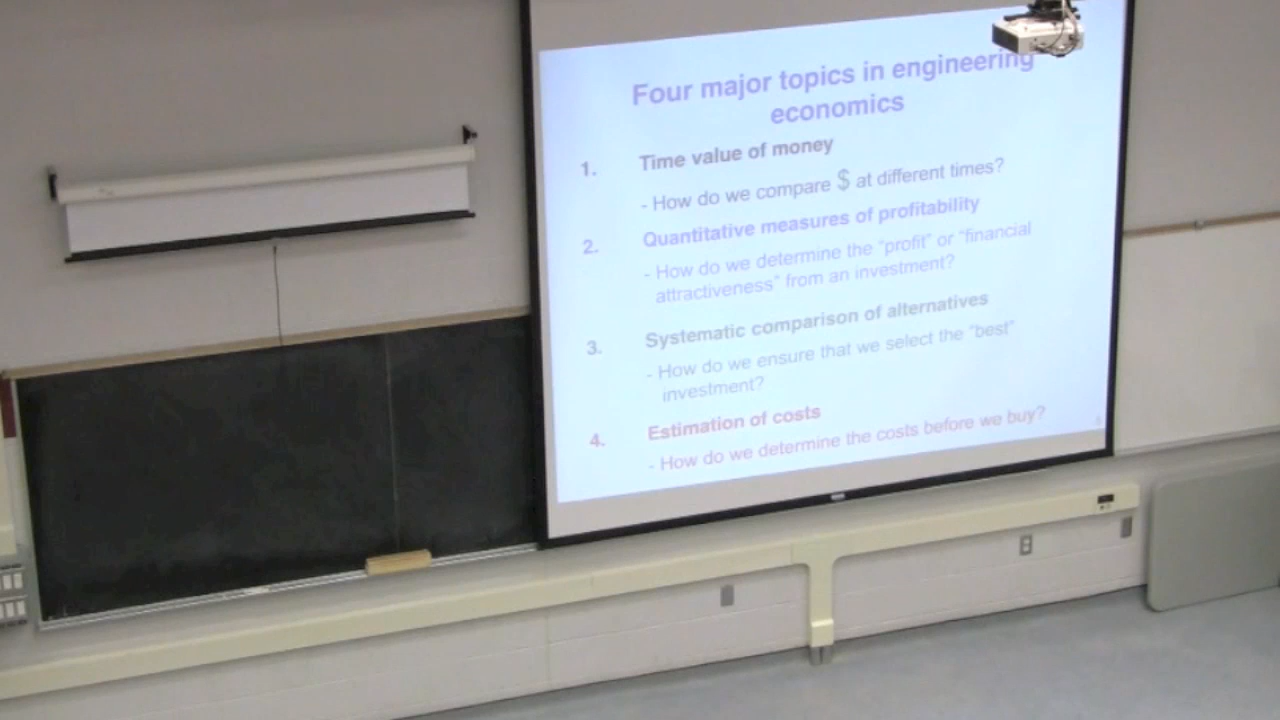 Four major topics in engineering
economics
1. Time value of money
- How do we compare $ at different times?
2. Quantitative measures of profitability
- How do we determine the “profit” or “financial
attractiveness” from an investment?
3. Systematic comparison of alternatives
- How do we ensure that we select the “best”
investment?
4. Estimation of costs
- How do we determine the costs before we buy?